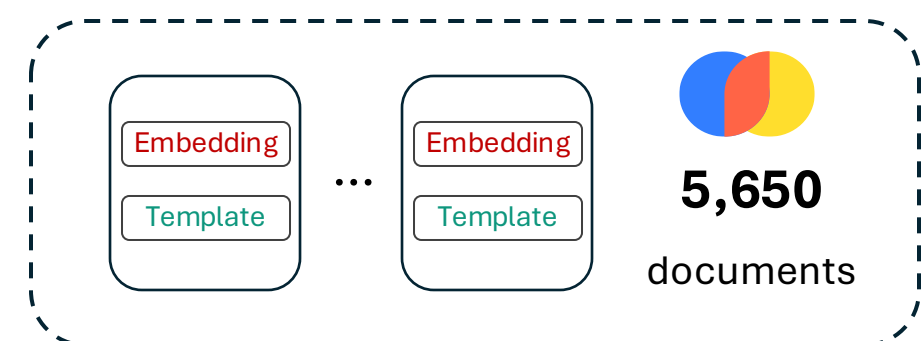 Embedding
Template
...
Embedding
Template
5,650
documents